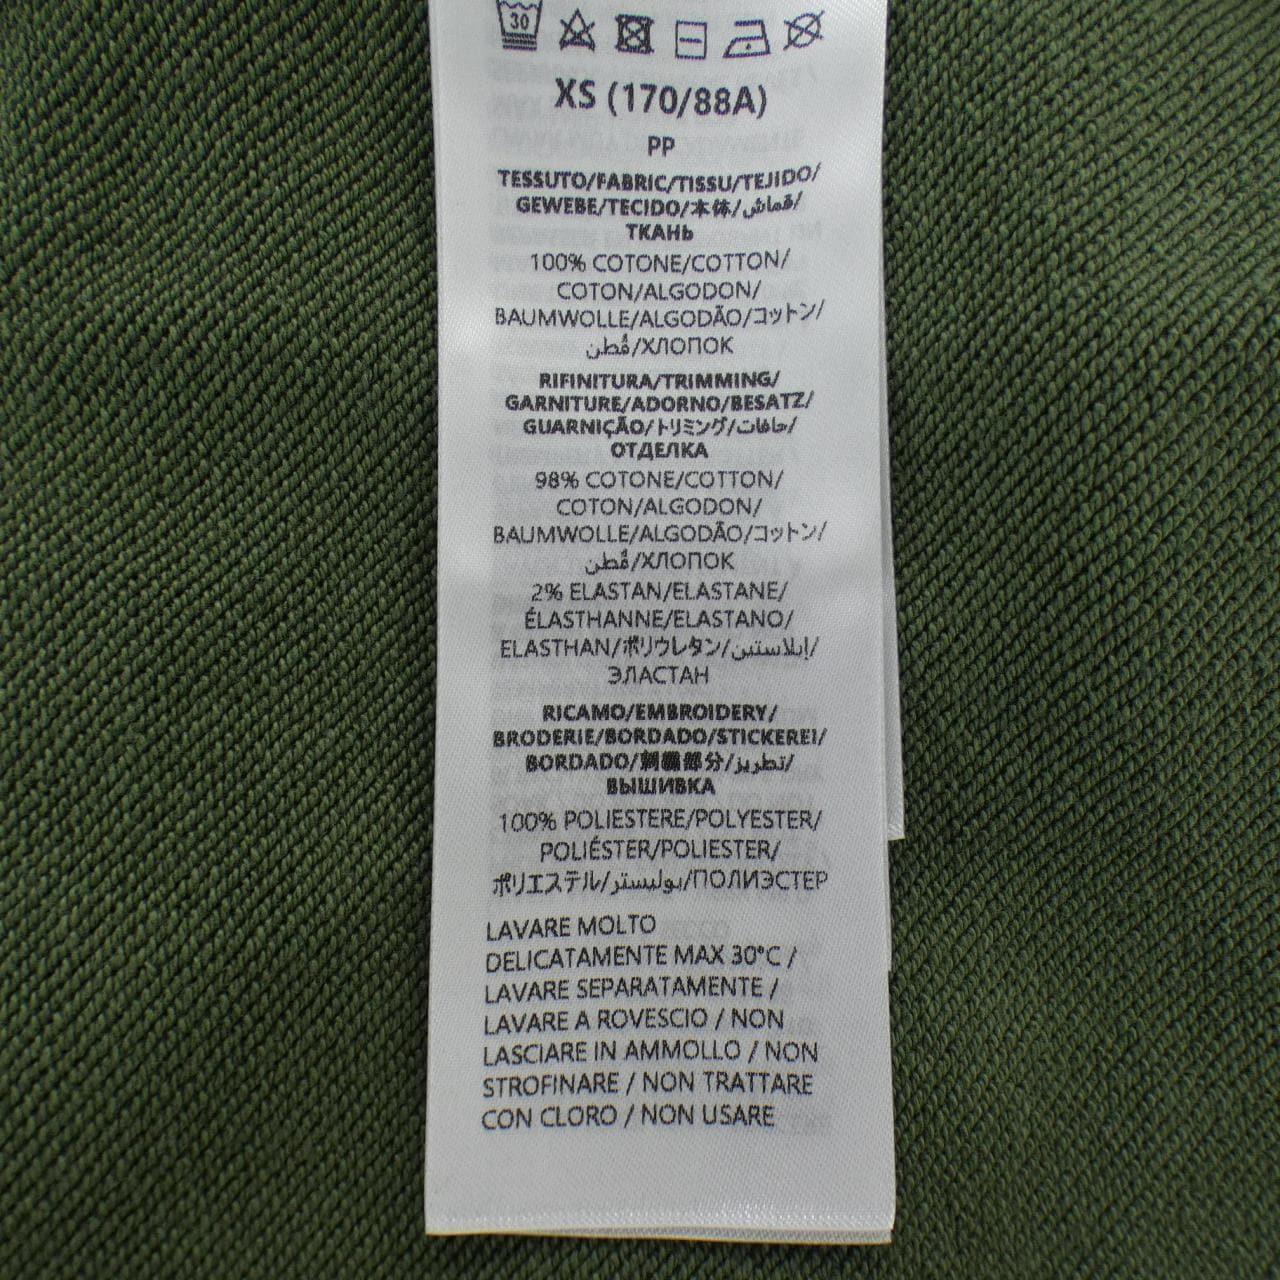 30
XS (170/88A)
PP
TESSUTO/FABRIC/TISSU/TEJIDO/
GEWEBE/TECIDO/本体/قماش/
ТКАНЬ
100% COTONE/COTTON/
COTON/ALGODON/
BAUMWOLLE/ALGODÃO/コットン/
قُطن/ХЛОПОК
RIFINITURA/TRIMMING/
GARNITURE/ADORNO/BESATZ/
GUARNIÇÃO/トリミング/حافات/
ОТДЕЛКА
98% COTONE/COTTON/
COTON/ALGODON/
BAUMWOLLE/ALGODÃO/コットン/
قُطن/ХЛОПОК
2% ELASTAN/ELASTANE/
ÉLASTHANNE/ELASTANO/
ELASTHAN/ポリウレタン/إيلاستين/
ЭЛАСТАН
RICAMO/EMBROIDERY/
BRODERIE/BORDADO/STICKEREI/
BORDADO/刺繍部分/تطريز/
ВЫШИВКА
100% POLIESTERE/POLYESTER/
POLIÉSTER/POLIESTER/
ポリエステル/بوليستر/ПОЛИЭСТЕР
LAVARE MOLTO
DELICATAMENTE MAX 30°C /
LAVARE SEPARATAMENTE /
LAVARE A ROVESCIO / NON
LASCIARE IN AMMOLLO / NON
STROFINARE / NON TRATTARE
CON CLORO / NON USARE